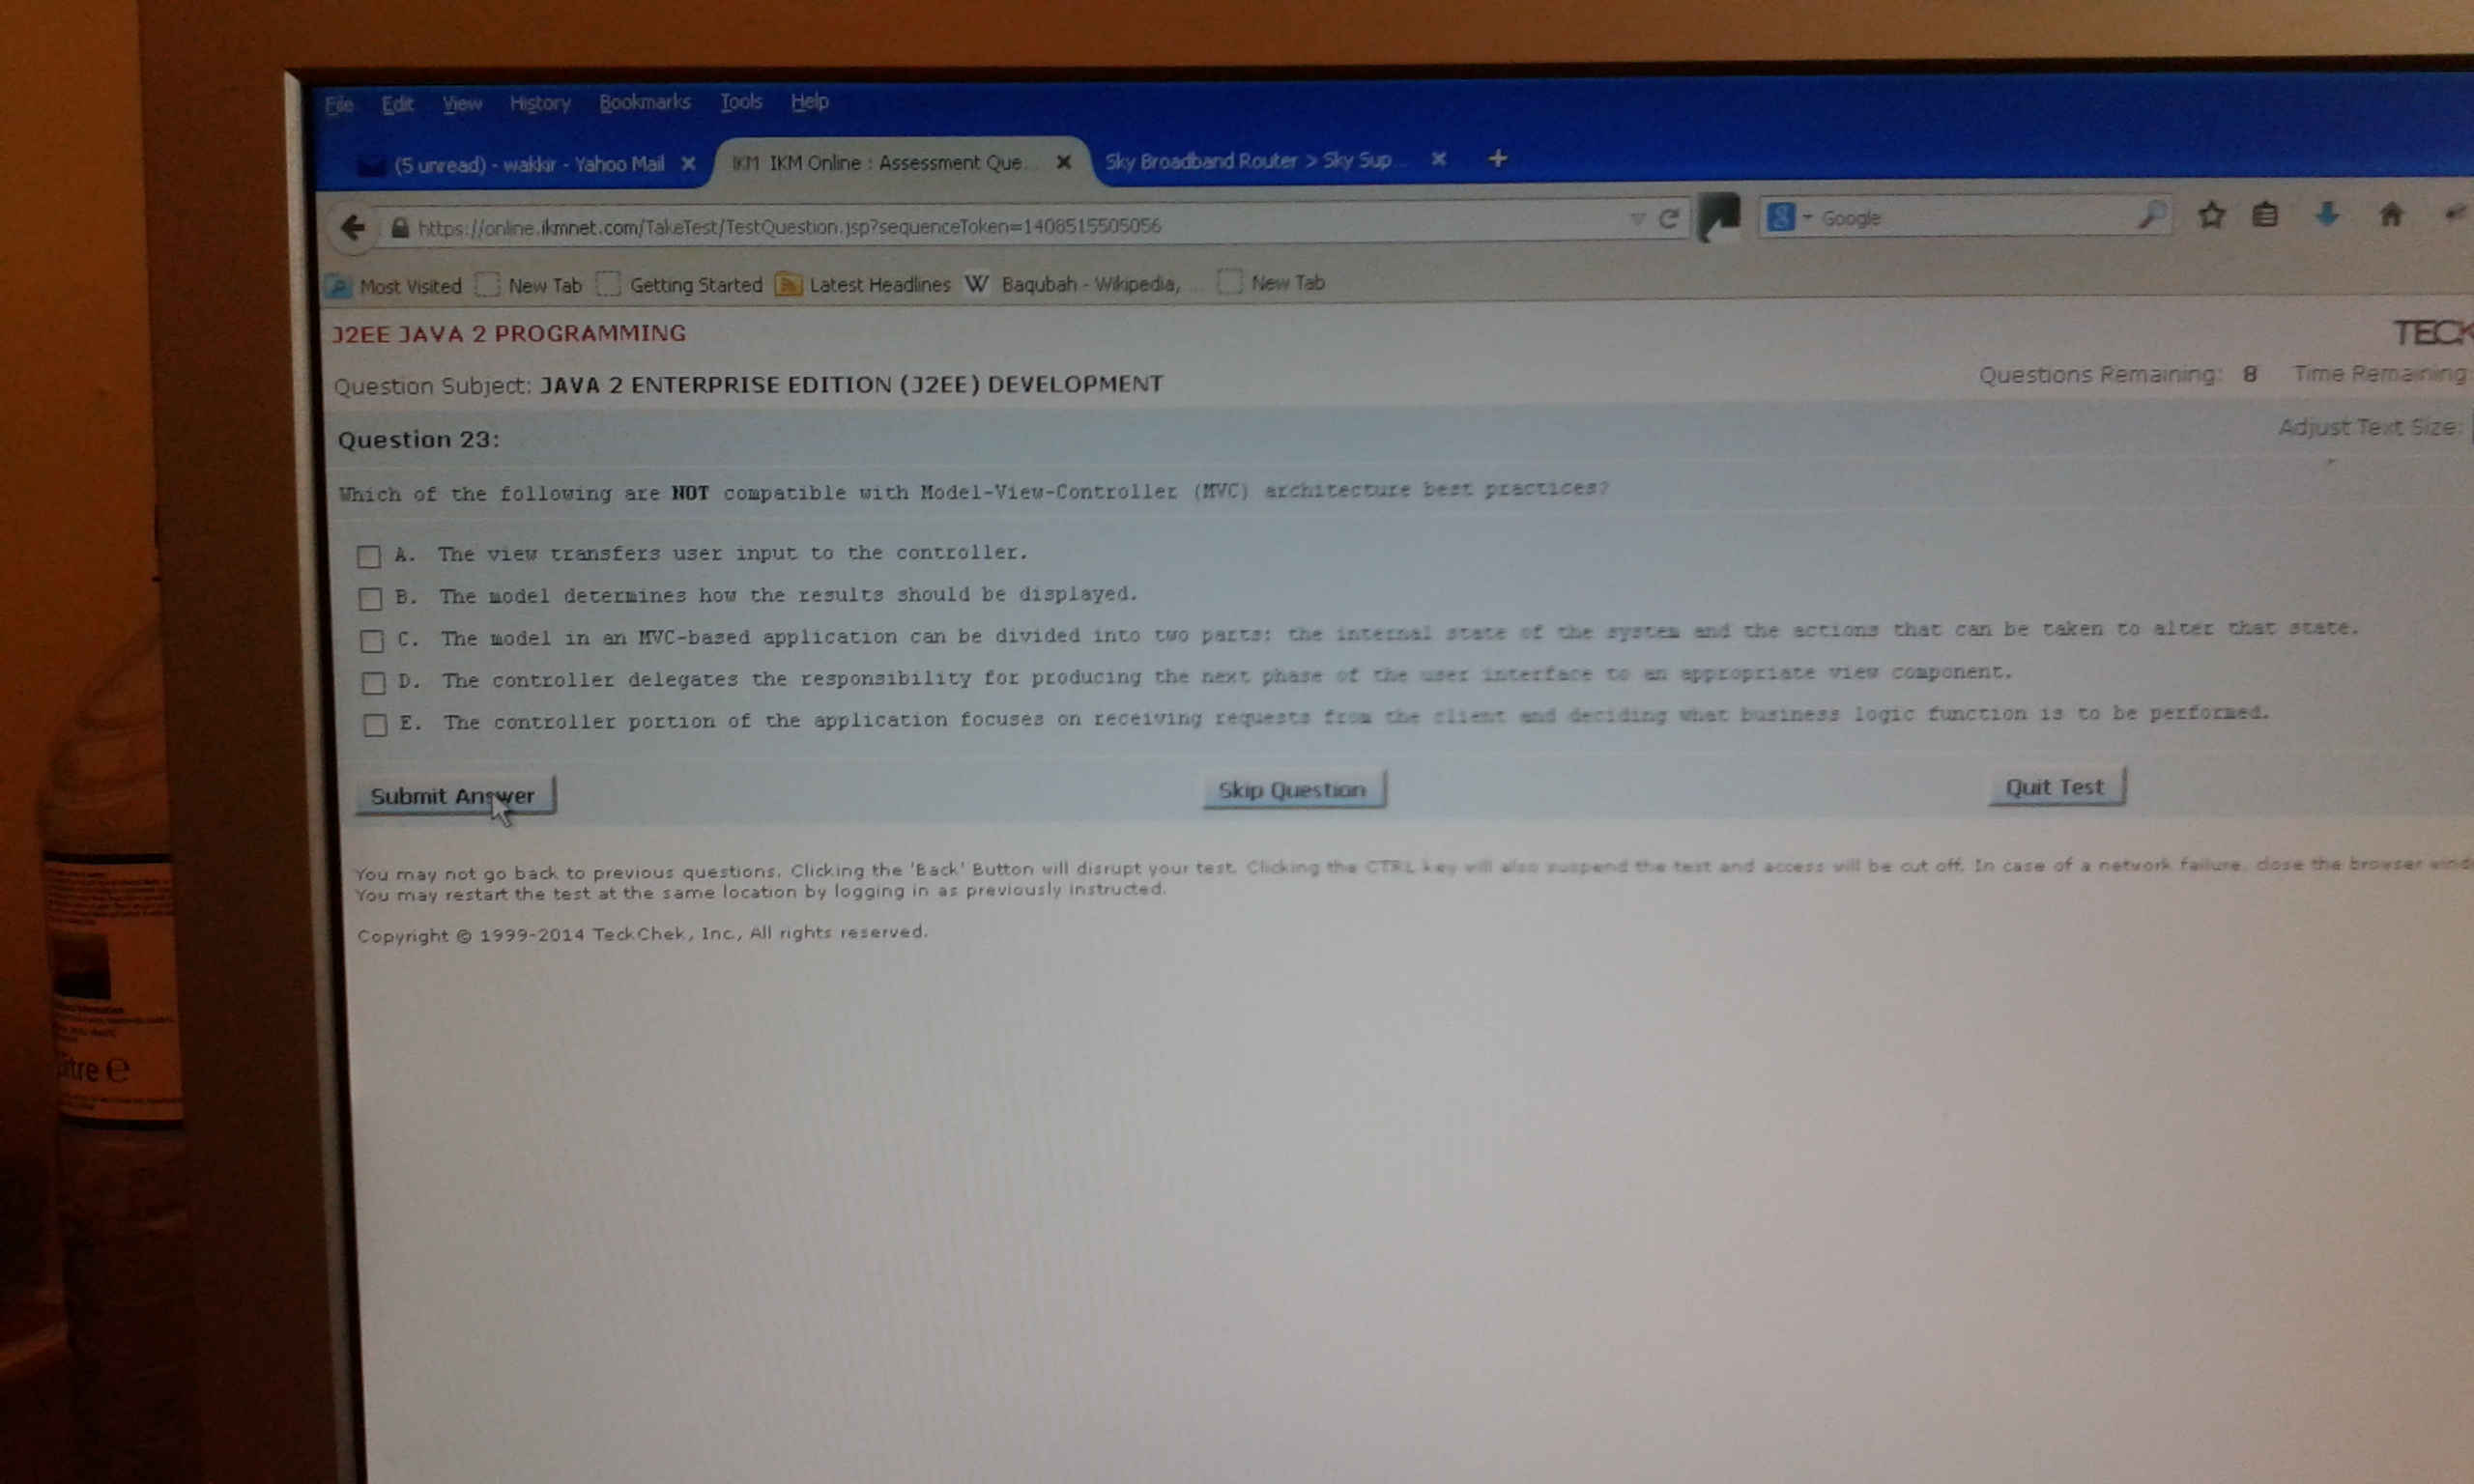 File Edit View History Bookmarks Tools Help
(5 unread) - wakkir - Yahoo Mail IKM IKM Online : Assessment Que... Sky Broadband Router > Sky Sup...
https://online.ikmnet.com/TakeTest/TestQuestion.jsp?sequenceToken=1408515505056 Google
Most Visited New Tab Getting Started Latest Headlines W Baqubah - Wikipedia, ... New Tab
J2EE JAVA 2 PROGRAMMING TECK
Question Subject: JAVA 2 ENTERPRISE EDITION (J2EE) DEVELOPMENT Questions Remaining: 8 Time Remaining
Question 23: Adjust Text Size:
Which of the following are NOT compatible with Model-View-Controller (MVC) architecture best practices?
A. The view transfers user input to the controller.
B. The model determines how the results should be displayed.
C. The model in an MVC-based application can be divided into two parts: the internal state of the system and the actions that can be taken to alter that state.
D. The controller delegates the responsibility for producing the next phase of the user interface to an appropriate view component.
E. The controller portion of the application focuses on receiving requests from the client and deciding what business logic function is to be performed.
Submit Answer Skip Question Quit Test
You may not go back to previous questions. Clicking the 'Back' Button will disrupt your test. Clicking the CTRL key will also suspend the test and access will be cut off. In case of a network failure, close the browser wind
You may restart the test at the same location by logging in as previously instructed.
Copyright © 1999-2014 TeckChek, Inc., All rights reserved.
itre ℮